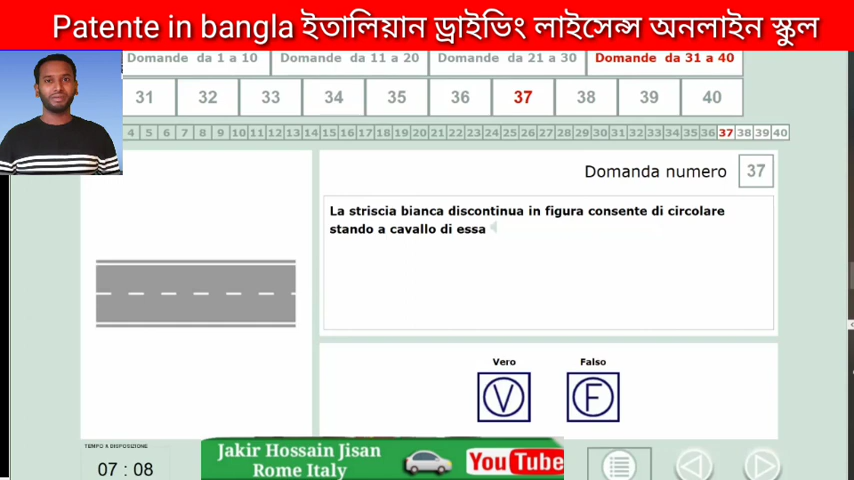 Patente in bangla ইতালিয়ান ড্রাইভিং লাইসেন্স অনলাইন স্কুল
Domande da 1 a 10 Domande da 11 a 20 Domande da 21 a 30 Domande da 31 a 40
31 32 33 34 35 36 37 38 39 40
4 5 6 7 8 9 10 11 12 13 14 15 16 17 18 19 20 21 22 23 24 25 26 27 28 29 30 31 32 33 34 35 36 37 38 39 40
Domanda numero 37
La striscia bianca discontinua in figura consente di circolare
stando a cavallo di essa
Vero Falso
V F
TEMPO A DISPOSIZIONE
07 : 08
Jakir Hossain Jisan
Rome Italy
YouTube